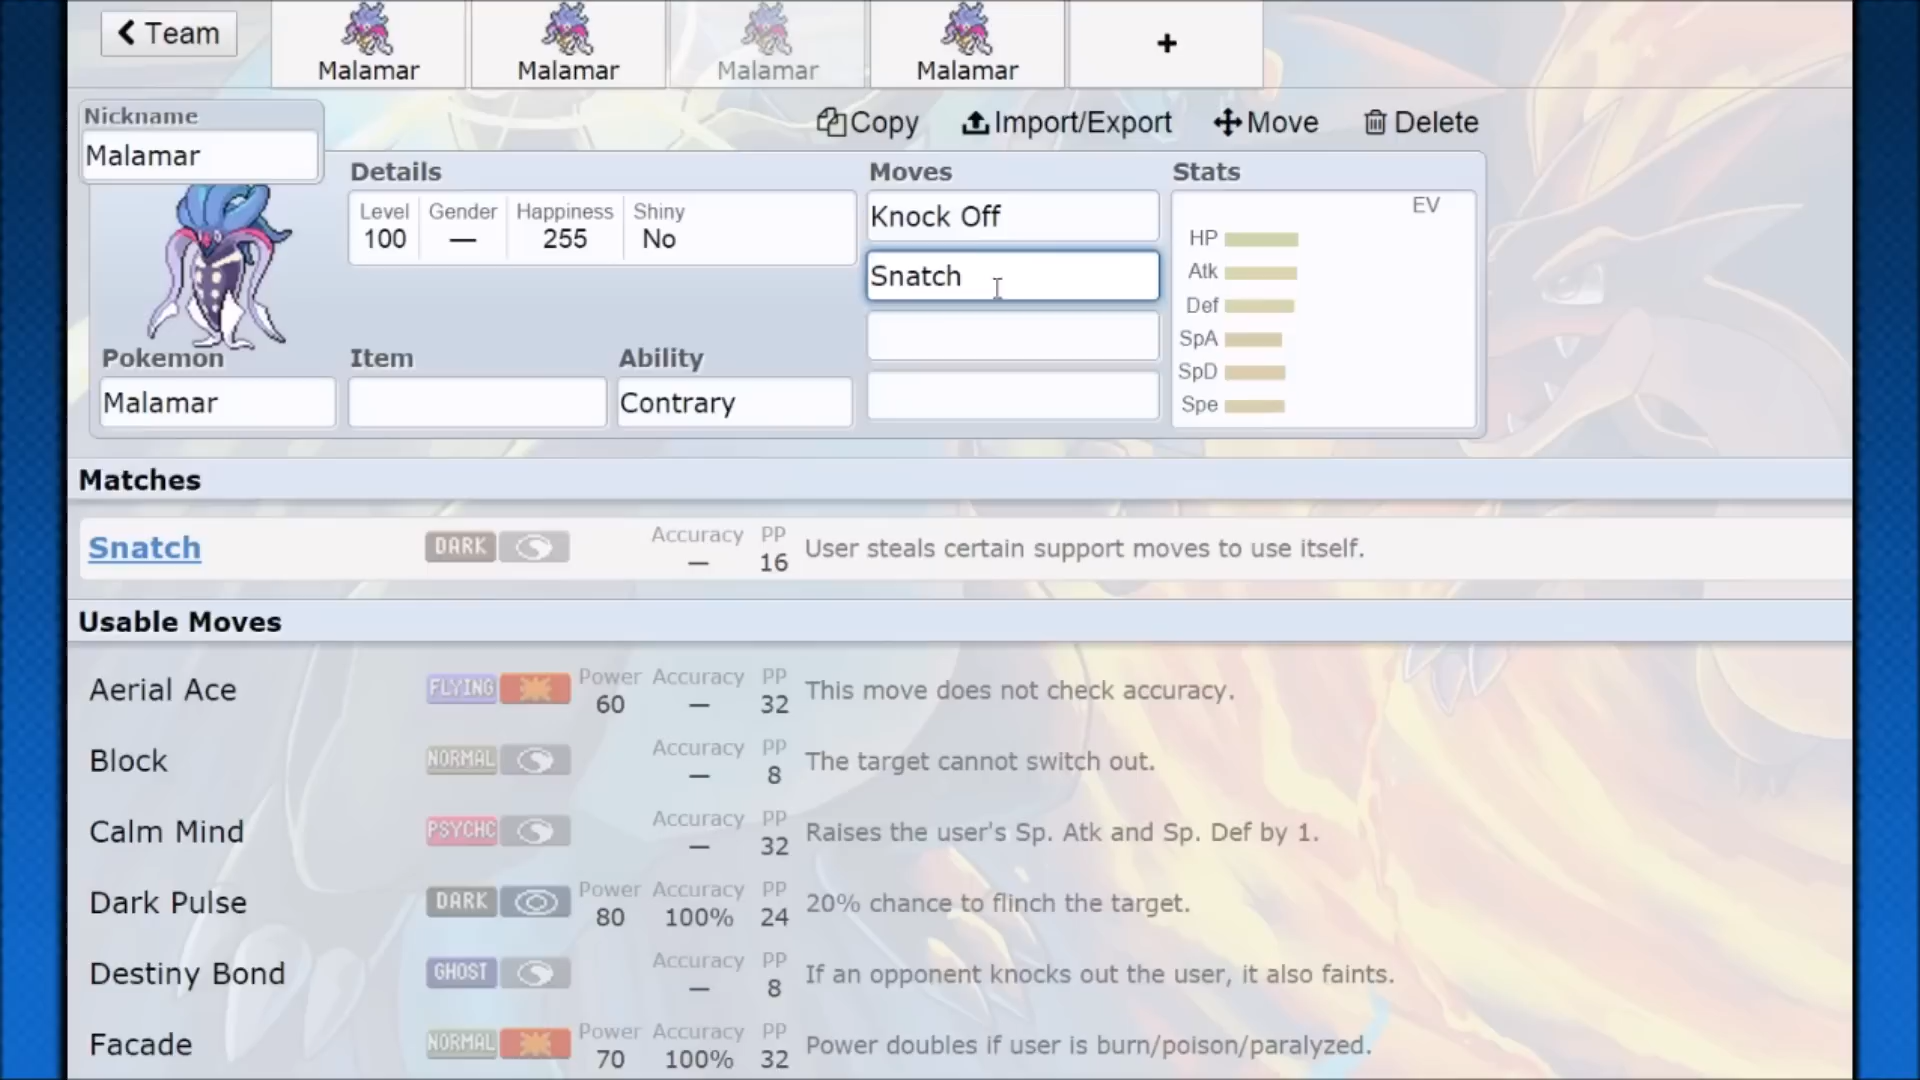 Team
Malamar
Malamar
Malamar
Malamar
+
Nickname
Malamar
Copy
Import/Export
Move
Delete
Details
Level
100
Gender
—
Happiness
255
Shiny
No
Pokemon
Malamar
Item
Ability
Contrary
Moves
Knock Off
Snatch
Stats
EV
HP
Atk
Def
SpA
SpD
Spe
Matches
Snatch DARK Accuracy — PP 16 User steals certain support moves to use itself.
Usable Moves
Aerial Ace FLYING Power 60 Accuracy — PP 32 This move does not check accuracy.
Block NORMAL Accuracy — PP 8 The target cannot switch out.
Calm Mind PSYCHC Accuracy — PP 32 Raises the user's Sp. Atk and Sp. Def by 1.
Dark Pulse DARK Power 80 Accuracy 100% PP 24 20% chance to flinch the target.
Destiny Bond GHOST Accuracy — PP 8 If an opponent knocks out the user, it also faints.
Facade NORMAL Power 70 Accuracy 100% PP 32 Power doubles if user is burn/poison/paralyzed.